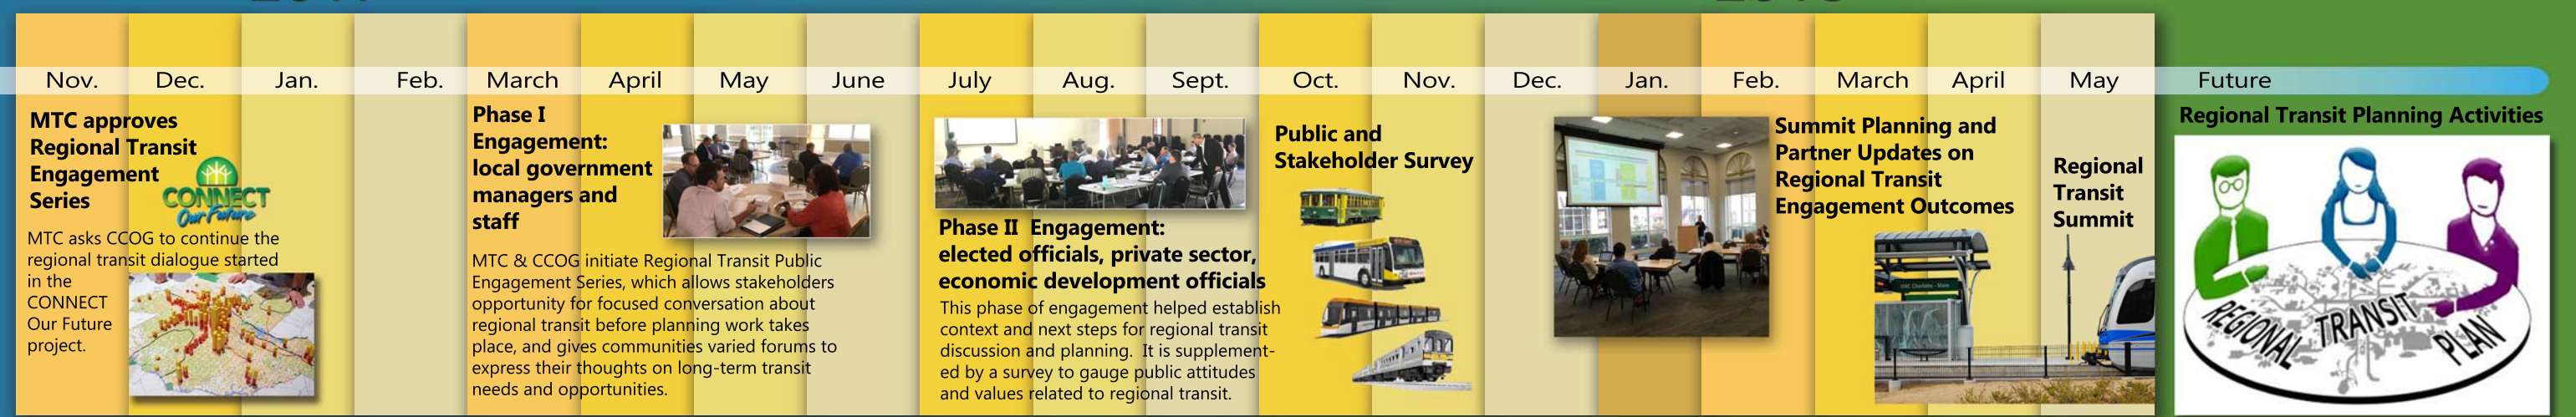 Nov. Dec. Jan. Feb. March April May June July Aug. Sept. Oct. Nov. Dec. Jan. Feb. March April May Future
MTC approves
Regional Transit
Engagement
Series
CONNECT
Our Future
MTC asks CCOG to continue the
regional transit dialogue started
in the
CONNECT
Our Future
project.
Phase I
Engagement:
local government
managers and
staff
MTC & CCOG initiate Regional Transit Public
Engagement Series, which allows stakeholders
opportunity for focused conversation about
regional transit before planning work takes
place, and gives communities varied forums to
express their thoughts on long-term transit
needs and opportunities.
Phase II Engagement:
elected officials, private sector,
economic development officials
This phase of engagement helped establish
context and next steps for regional transit
discussion and planning. It is supplement-
ed by a survey to gauge public attitudes
and values related to regional transit.
Public and
Stakeholder Survey
Summit Planning and
Partner Updates on
Regional Transit
Engagement Outcomes
Regional
Transit
Summit
Regional Transit Planning Activities
REGIONAL TRANSIT PLAN